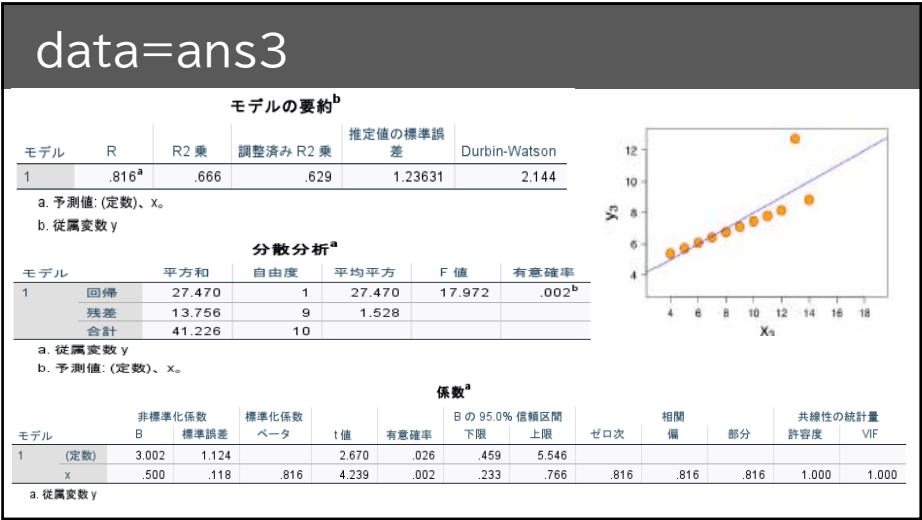 data=ans3
モデルの要約b
モデル R R2 乗 調整済み R2 乗 推定値の標準誤差 Durbin-Watson
1 .816a .666 .629 1.23631 2.144
a. 予測値: (定数)、x。
b. 従属変数 y
分散分析a
モデル 平方和 自由度 平均平方 F 値 有意確率
1 回帰 27.470 1 27.470 17.972 .002b
残差 13.756 9 1.528
合計 41.226 10
a. 従属変数 y
b. 予測値: (定数)、x。
y3
12
10
8
6
4
4 6 8 10 12 14 16 18
x3
係数a
非標準化係数 標準化係数 B の 95.0% 信頼区間 相関 共線性の統計量
モデル B 標準誤差 ベータ t 値 有意確率 下限 上限 ゼロ次 偏 部分 許容度 VIF
1 (定数) 3.002 1.124 2.670 .026 .459 5.546
x .500 .118 .816 4.239 .002 .233 .766 .816 .816 .816 1.000 1.000
a. 従属変数 y